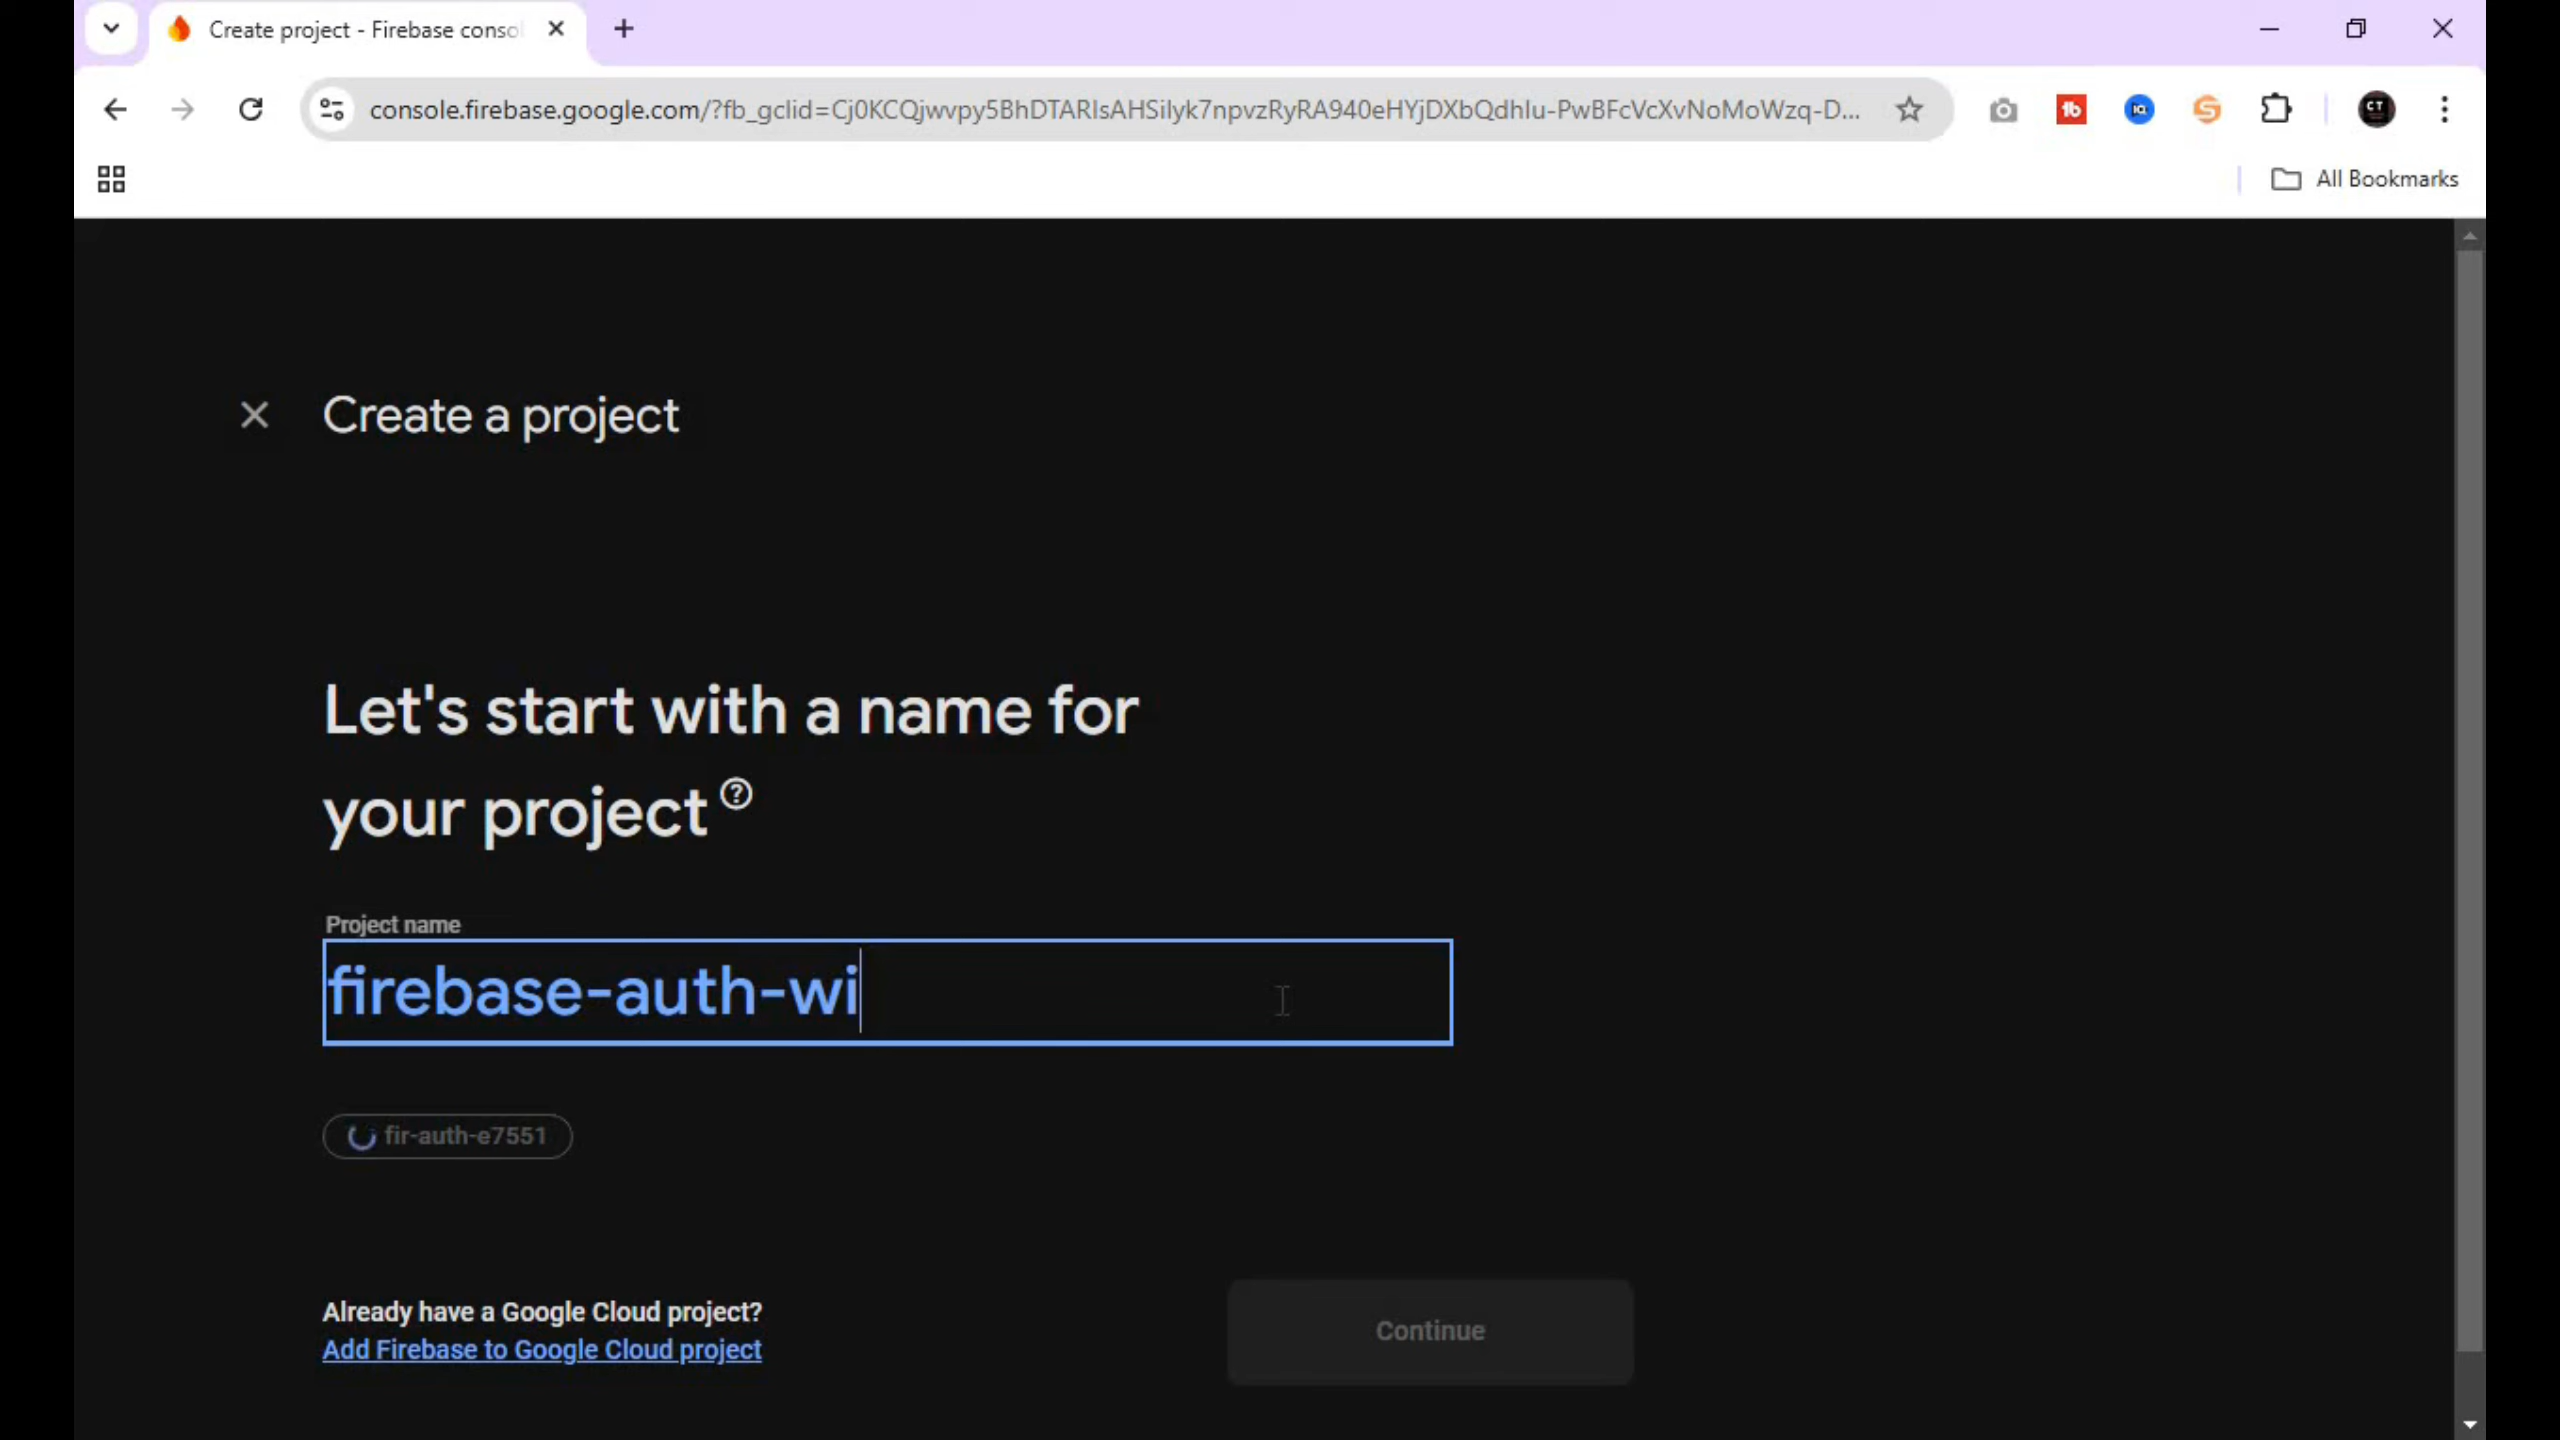 Create project - Firebase consol
console.firebase.google.com/?fb_gclid=Cj0KCQjwvpy5BhDTARIsAHSilyk7npvzRyRA940eHYjDXbQdhlu-PwBFcVcXvNoMoWzq-D...
tb
CT
All Bookmarks
Create a project
Let's start with a name for
your project
Project name
firebase-auth-wi
fir-auth-e7551
Already have a Google Cloud project?
Add Firebase to Google Cloud project
Continue